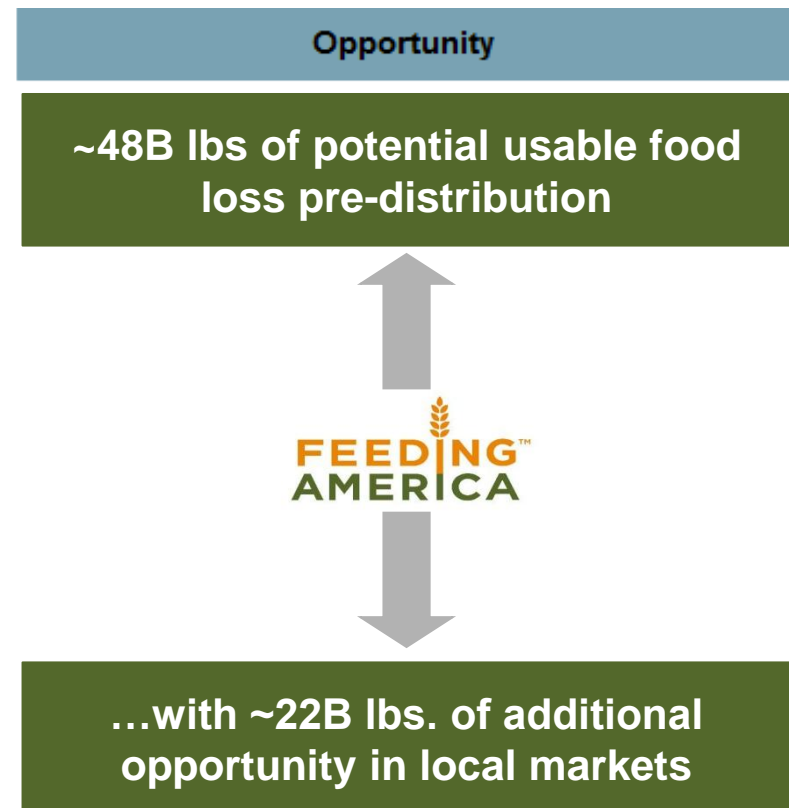 Opportunity
~48B lbs of potential usable food
loss pre-distribution
FEEDING™
AMERICA
...with ~22B lbs. of additional
opportunity in local markets